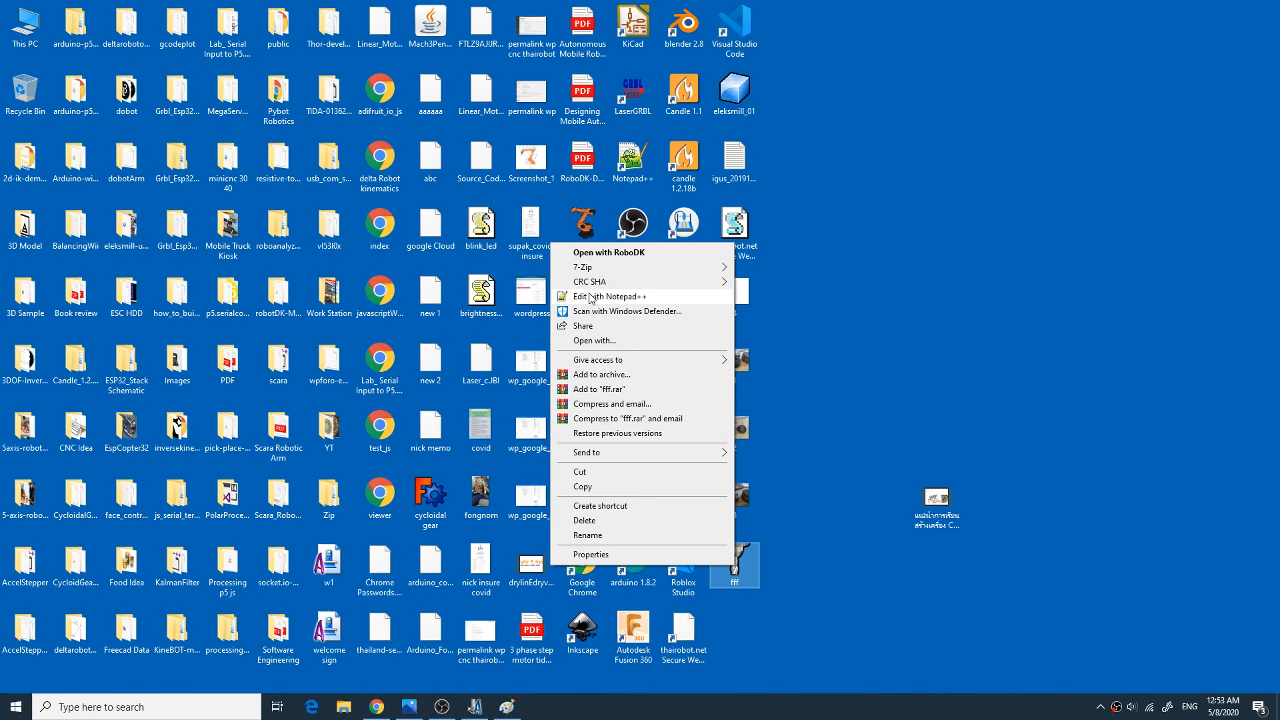 This PC
arduino-p5...
deltaroboto...
gcodeplot
Lab_ Serial
Input to P5....
public
Thor-devel...
Linear_Mot...
Mach3Pen...
FTLZ9AJIJR...
permalink wp
cnc thairobot
Autonomous
Mobile Rob...
KiCad
blender 2.8
Visual Studio
Code
Recycle Bin
arduino-p5...
dobot
Grbl_Esp32...
MegaServ...
Pybot
Robotics
TIDA-01362...
adifruit_io_js
aaaaaa
Linear_Mot...
permalink wp
Designing
Mobile Aut...
LaserGRBL
Candle 1.1
eleksmill_01
2d-ik-dem...
Arduino-wi...
dobotArm
Grbl_Esp32...
minicnc 30
40
resistive-to...
usb_com_s...
delta Robot
kinematics
abc
Source_Cod...
Screenshot_1
RoboDK-D...
Notepad++
candle
1.2.18b
igus_20191...
3D Model
BalancingWii
eleksmill-u...
Grbl_Esp3...
Mobile Truck
Kiosk
roboanalyz...
vl53l0x
index
google Cloud
blink_led
supak_covid
insure
bot.net
We...
3D Sample
Book review
ESC HDD
how_to_bui...
p5.serialco...
robotDK-M...
Work Station
javascriptW...
new 1
brightness...
wordpress
3DOF-Inver...
Candle_1.2....
ESP32_Stack
Schematic
Images
PDF
scara
wpforo-e...
Lab_ Serial
Input to P5....
new 2
Laser_c.JBI
wp_google_
5axis-robot...
CNC Idea
EspCopter32
inversekine...
pick-place-...
Scara Robotic
Arm
YT
test_js
nick memo
covid
wp_google_
5-axis-robo...
CycloidalG...
face_contr...
js_serial_ter...
PolarProce...
Scara_Robo...
Zip
viewer
cycloidal
gear
fongnom
wp_google_
AccelStepper
CycloidGea...
Food Idea
KalmanFilter
Processing
p5 js
socket.io-...
w1
Chrome
Passwords....
arduino_co...
nick insure
covid
drylinEdryv...
Google
Chrome
arduino 1.8.2
Roblox
Studio
fff
AccelStepp...
deltarobot...
Freecad Data
KineBOT-m...
processing...
Software
Engineering
welcome
sign
thailand-se...
Arduino_Fo...
permalink wp
cnc thairob...
3 phase step
motor tid...
Inkscape
Autodesk
Fusion 360
thairobot.net
Secure We...
Open with RoboDK
7-Zip
CRC SHA
Edit with Notepad++
Scan with Windows Defender...
Share
Open with...
Give access to
Add to archive...
Add to "fff.rar"
Compress and email...
Compress to "fff.rar" and email
Restore previous versions
Send to
Cut
Copy
Create shortcut
Delete
Rename
Properties
แนะนำการเรียน
สร้างเครื่อง C...
Type here to search
ENG
12:53 AM
5/8/2020